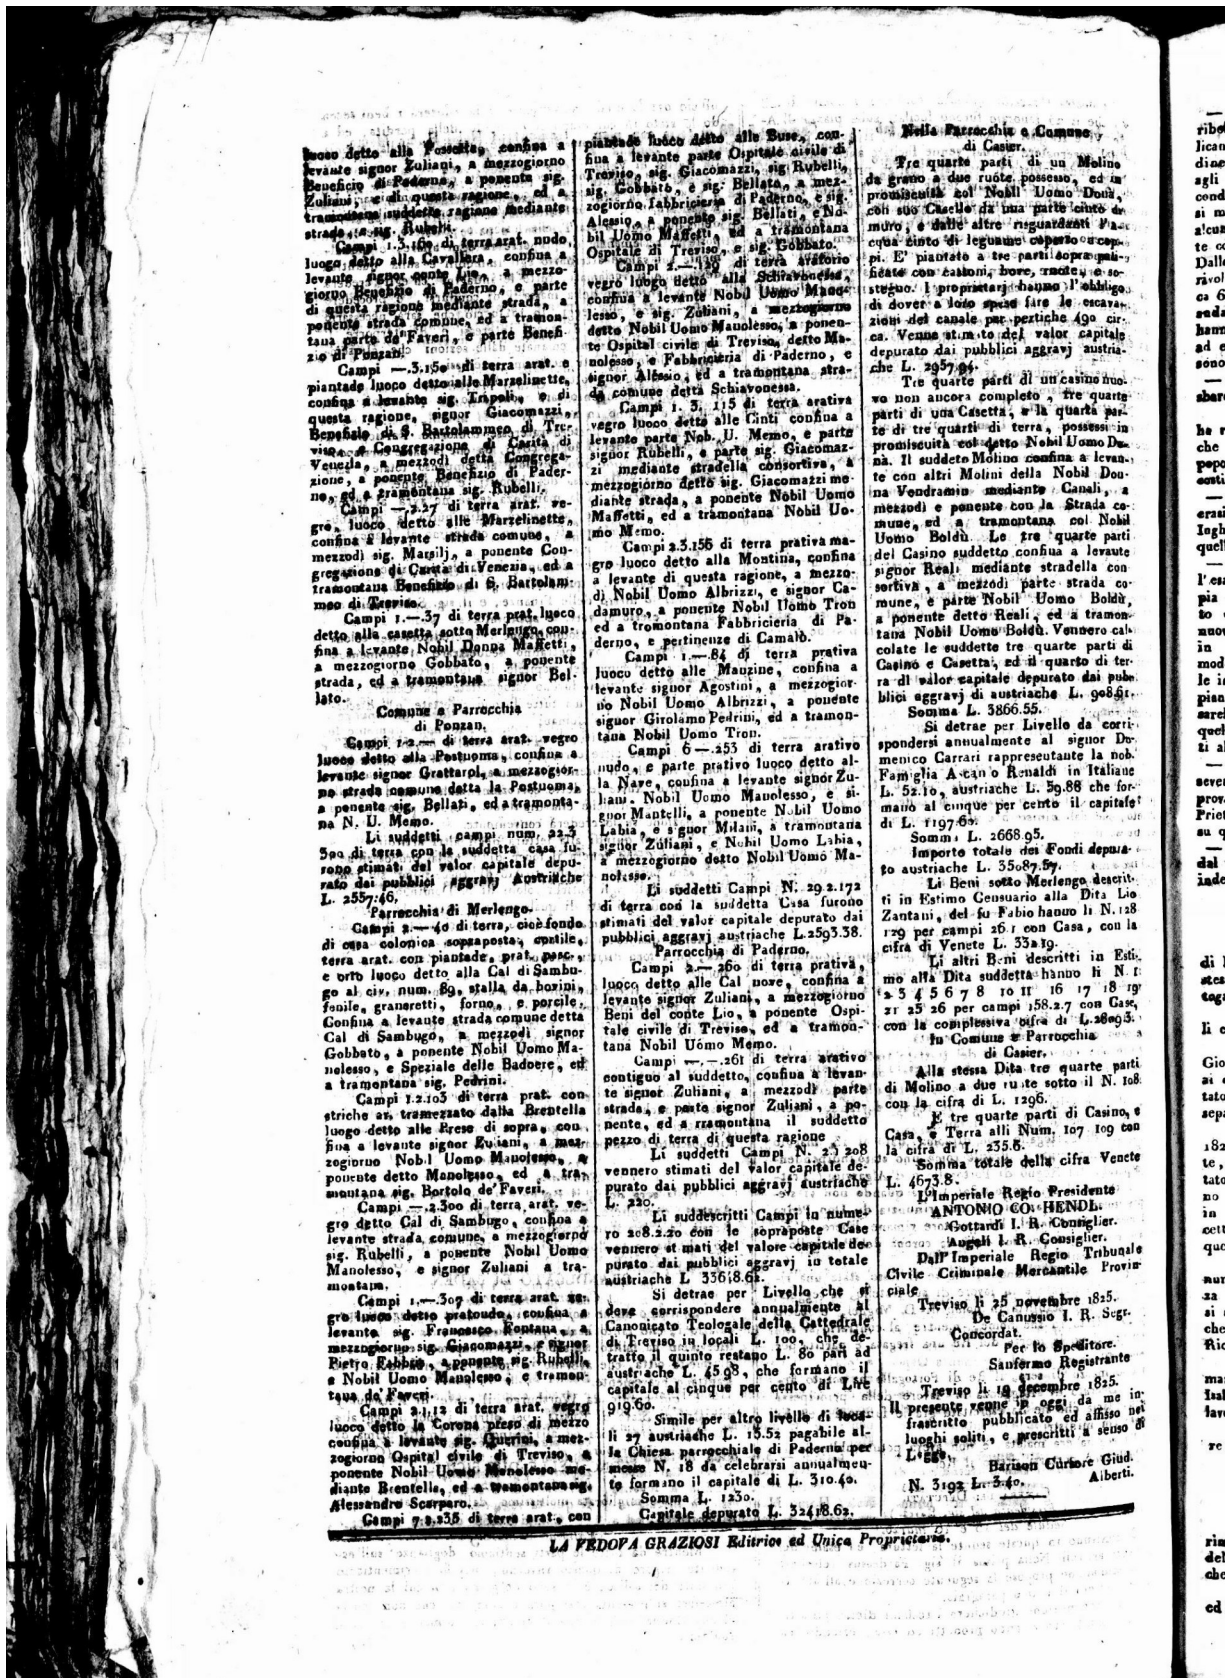 luoco detto alla Possetta, confina a
levante signor Zuliani, a mezzogiorno
Beneficio di Paderno, a ponente sig.
Zuliani, e di questa ragione, ed a
tramontana suddetta ragione mediante
strada, e sig. Rubelli.
Campi 1.3.160 di terra arat. nudo,
luogo detto alla Cavallara, confina a
levante, signor conte Lio, a mezzo-
giorno Benefizio di Paderno, e parte
di questa ragione mediante strada, a
ponente strada comune, ed a tramon-
tana parte de' Faveri, e parte Benefi-
zio di Ponzan.
Campi —.3.150 di terra arat. e
piantade luoco detto alle Marzelinette,
confina a levante sig. Tripoli, e di
questa ragione, signor Giacomazzi,
Benefizio di S. Bartolammeo di Tre-
viso, e Congregazione di Carità di
Venezia, a mezzodì detta Congrega-
zione, a ponente Benefizio di Pader-
no, ed a tramontana sig. Rubelli.
Campi —.2.27 di terra arat. ve-
gro, luoco detto alle Marzelinette,
confina a levante strada comune, a
mezzodì sig. Marsilj, a ponente Con-
gregazione di Carità di Venezia, ed a
tramontana Benefizio di S. Bartolam-
meo di Treviso.
Campi 1.—.37 di terra prat. luoco
detto alla casetta sotto Merlengo, con-
fina a levante Nobil Donna Maffetti,
a mezzogiorno Gobbato, a ponente
strada, ed a tramontana signor Bel-
lato.
Comune e Parrocchia
di Ponzan.
Campi 1.2.— di terra arat. vegro
luoco detto alla Postuoma, confina a
levante signor Grattarol, a mezzogior-
no strada comune detta la Postuoma,
a ponente sig. Bellati, ed a tramonta-
na N. U. Memo.
Li suddetti campi num. 22.3
300 di terra con la suddetta casa fu-
rono stimati del valor capitale depu-
rato dai pubblici aggravj Austriache
L. 2557.46.
Parrocchia di Merlengo.
Campi 2.—40 di terra, cioè fondo
di casa colonica sopraposta, cortile,
terra arat. con piantade, prat. pasc.,
e orto luoco detto alla Cal di Sambu-
go al civ. num. 89, stalla da bovini,
fenile, granaretti, forno, e porcile.
Confina a levante strada comune detta
Cal di Sambugo, a mezzodì signor
Gobbato, a ponente Nobil Uomo Ma-
nolesso, e Speziale delle Badoere, ed
a tramontana sig. Pedrini.
Campi 1.2.103 di terra prat. con
striche ar. tramezzato dalla Brentella
luogo detto alle Prese di sopra, con
fina a levante signor Zuliani, a mez-
zogiorno Nobil Uomo Manolesso, a
ponente detto Manolesso, ed a tra-
montana sig. Bortolo de' Faveri.
Campi —.2.300 di terra arat. ve-
gro detto Cal di Sambugo, confina a
levante strada comune, a mezzogiorno
sig. Rubelli, a ponente Nobil Uomo
Manolesso, e signor Zuliani a tra-
montana.
Campi 1.—.307 di terra arat. ve-
gro luoco detto pratoudo, confina a
levante sig. Francesco Fontana, a
mezzogiorno sig. Giacomazzi, e signor
Pietro Fabbio, a ponente sig. Rubelli,
e Nobil Uomo Manolesso, e tramon-
tana de' Faveri.
Campi 2.1.12 di terra arat. vegro
luoco detto la Corona preso di mezzo
confina a levante sig. Querini, a mez-
zogiorno Ospital civile di Treviso, a
ponente Nobil Uomo Manolesso me-
diante Brentella, ed a tramontana sig.
Alessandro Scarparo.
Campi 7.2.235 di terra arat., con
piantade luoco detto alle Buse, con-
fina a levante parte Ospitale civile di
Treviso, sig. Giacomazzi, sig. Rubelli,
sig. Gobbato, e sig. Bellato, a mez-
zogiorno fabbricieria di Paderno, e sig.
Alessio, a ponente sig. Bellati, e No-
bil Uomo Maffetti, ed a tramontana
Ospitale di Treviso, e sig. Gobbato.
Campi 2.—.128 di terra aratorio
vegro luogo detto alla Schiavonessa,
confina a levante Nobil Uomo Mano-
lesso, e sig. Zuliani, a mezzogiorno
detto Nobil Uomo Manolesso, a ponen-
te Ospital civile di Treviso, detto Ma-
nolesso, e Fabbricieria di Paderno, e
signor Alessio, ed a tramontana stra-
da comune detta Schiavonessa.
Campi 1. 3. 115 di terra arativa
vegro luoco detto alle Cinti confina a
levante parte Nob. U. Memo, e parte
signor Rubelli, e parte sig. Giacomaz-
zi mediante stradella consortiva, a
mezzogiorno detto sig. Giacomazzi me-
diante strada, a ponente Nobil Uomo
Maffetti, ed a tramontana Nobil Uo-
mo Memo.
Campi 2.3.156 di terra prativa ma-
gro luoco detto alla Montina, confina
a levante di questa ragione, a mezzo-
dì Nobil Uomo Albrizzi, e signor Ca-
damuro, a ponente Nobil Uomo Tron
ed a tromontana Fabbricieria di Pa-
derno, e pertinenze di Camalò.
Campi 1.—.84 di terra prativa
luoco detto alle Manzine, confina a
levante signor Agostini, a mezzogior-
no Nobil Uomo Albrizzi, a ponente
siguor Girolamo Pedrini, ed a tramon-
tana Nobil Uomo Tron.
Campi 6—.253 di terra arativo
nudo, e parte prativo luoco detto al-
la Nave, confina a levante signor Zu-
liani. Nobil Uomo Manolesso, e si-
gnor Mantelli, a ponente Nobil Uomo
Labia, e signor Milani, a tramontana
signor Zuliani, e Nobil Uomo Labia,
a mezzogiorno detto Nobil Uomo Ma-
nolesso.
Li suddetti Campi N. 29.2.172
di terra con la suddetta Casa furono
stimati del valor capitale depurato dai
pubblici aggravj austriache L.2593.38.
Parrocchia di Paderno.
Campi 2.—.260 di terra prativa,
luoco detto alle Cal nove, confina a
levante signor Zuliani, a mezzogiorno
Beni del conte Lio, a ponente Ospi-
tale civile di Treviso, ed a tramon-
tana Nobil Uomo Memo.
Campi —.—.261 di terra arativo
contiguo al suddetto, confina a levan-
te signor Zuliani, a mezzodì parte
strada, e parte signor Zuliani, a po-
nente, ed a rramontana il suddetto
pezzo di terra di questa ragione
Li suddetti Campi N. 2.1 208
vennero stimati del valor capitale de-
purato dai pubblici aggravj austriache
L. 220.
Li suddescritti Campi in nume-
ro 208.2.20 con le sopraposte Case
vennero stimati del valore capitale de-
purato dai pubblici aggravj in totale
austriache L 33618.62.
Si detrae per Livello che si
deve corrispondere annualmente al
Canonicato Teologale della Cattedrale
di Treviso in locali L. 100, che de-
tratto il quinto restano L. 80 pari ad
austriache L. 45.98, che formano il
capitale al cinque per cento di Lire
919.60.
Simile per altro livello di loca-
li 27 austriache L. 15.52 pagabile al-
la Chiesa parrocchiale di Paderno per
messe N. 18 da celebrarsi annualmen-
te formano il capitale di L. 310.40.
Somma L. 1230.
Capitale depurato L. 32418.62.
Nella Parrocchia e Comune
di Casier.
Tre quarte parti di un Molino
da grano a due ruote, possesso, ed in
promiscuità col Nobil Uomo Donà,
con suo Casello da una parte cinto di
muro, e dalle altre risguardanti l'a-
cqua cinto di leguame coperto a cop-
pi. E' piantato a tre parti sopra pali-
ficate con cassoni, bove, ruote, e so-
stegno. I proprietarj hanno l'obbligo
di dover a loro spese fare le escava-
zioni del canale per pertiche 490 cir-
ca. Venne stimato del valor capitale
depurato dai pubblici aggravj austria-
che L. 2957.94.
Tre quarte parti di un casino nuo-
vo non ancora completo, tre quarte
parti di una Casetta, e la quarta par-
te di tre quarti di terra, possessi in
promiscuità col detto Nobil Uomo Do-
nà. Il suddeto Molino confina a levan-
te con altri Molini della Nobil Don-
na Vendramin mediante Canali, a
mezzodì e ponente con la Strada co-
mune, ed a tramontana col Nobil
Uomo Boldù. Le tre quarte parti
del Casino suddetto confina a levaute
signor Reali mediante stradella con
sortiva, a mezzodì parte strada co-
mune, e parte Nobil Uomo Boldù,
a ponente detto Reali, ed a tramon-
tana Nobil Uomo Boldù. Vennero cal-
colate le suddette tre quarte parti di
Casino e Casetta, ed il quarto di ter-
ra di valor capitale depurato dai pub-
blici aggravj di austriache L. 908.61.
Somma L. 3866.55.
Si detrae per Livello da corri-
spondersi annualmente al signor Do-
menico Carrari rappresentante la nob.
Famiglia Ascanio Renaldi in Italiane
L. 52.10, austriache L. 59.88 che for-
mano al cinque per cento il capitale
di L. 1197.60.
Somma L. 2668.95.
Importo totale dei Fondi depura-
to austriache L. 35087.57.
Li Beni sotto Merlengo descrit-
ti in Estimo Censuario alla Dita Lio
Zantani, del fu Fabio hanuo li N.128
129 per campi 26.1 con Casa, con la
cifra di Venete L. 332.19.
Li altri Beni descritti in Esti-
mo alla Dita suddetta hanno li N. 1
2 3 4 5 6 7 8 10 11 16 17 18 19
21 25 26 per campi 158.2.7 con Case,
con la complessiva cifra di L.2809.5.
In Comune e Parrocchia
di Casier.
Alla stessa Dita tre quarte parti
di Molino a due ruote sotto il N. 108
con la cifra di L. 1296.
E tre quarte parti di Casino, e
Casa, e Terra alli Num. 107 109 con
la cifra di L. 235.6.
Somma totale della cifra Venete
L. 4673.8.
L'Imperiale Regio Presidente
ANTONIO CO. HENDL.
Gottardi I. R. Consiglier.
Angeli I. R. Consiglier.
Dall'Imperiale Regio Tribunale
Civile Ccìminale Mercantile Provin-
ciale
Treviso li 25 novembre 1825.
De Canussio I. R. Segr.
Concordat.
Per lo Speditore.
Sanfermo Registrante
Treviso li 19 decembre 1825.
Il presente venne in oggi da me in-
frascritto pubblicato ed affisso nei
luoghi soliti, e prescritti a senso di
Legge.
Barison Cursore Giud.
N. 3192 L. 3.40. Alberti.
LA VEDOVA GRAZIOSI Editrice ed Unica Proprietaria.